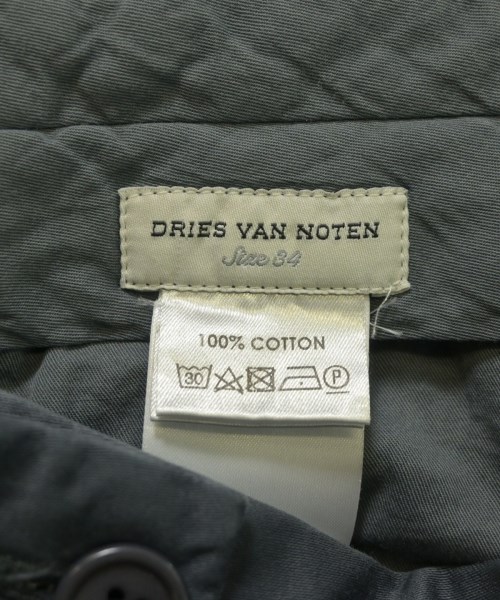 DRIES VAN NOTEN
Size 34
100% COTTON
30 P